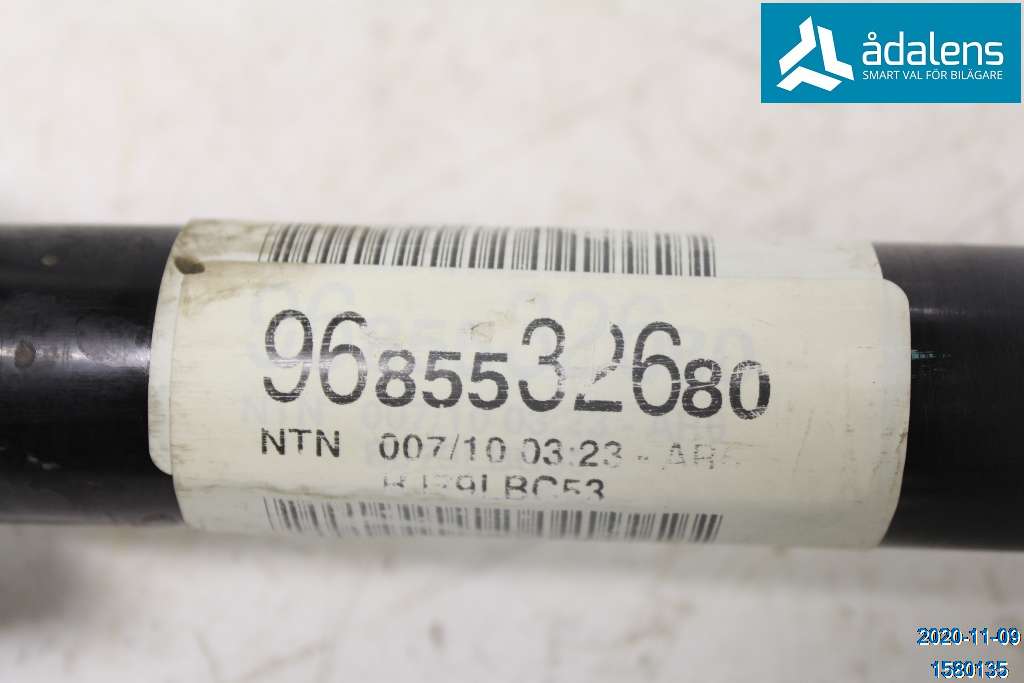 ådalens
SMART VAL FÖR BILÄGARE
9685532680
NTN 007/10 03:23 -
2020-11-09
1580135